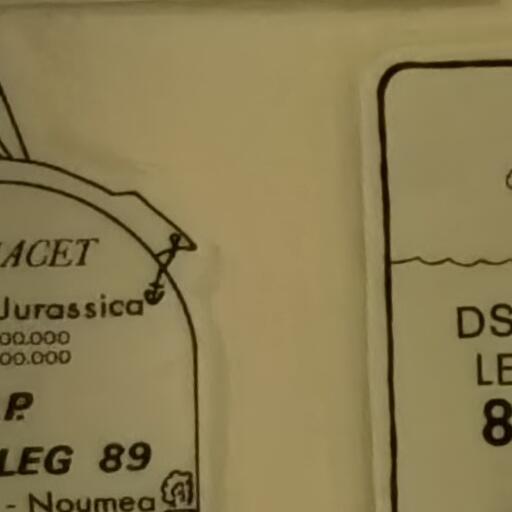 ACET
Jurassica
00.000
00.000
P.
LEG 89
- Noumea
DS
LE
8